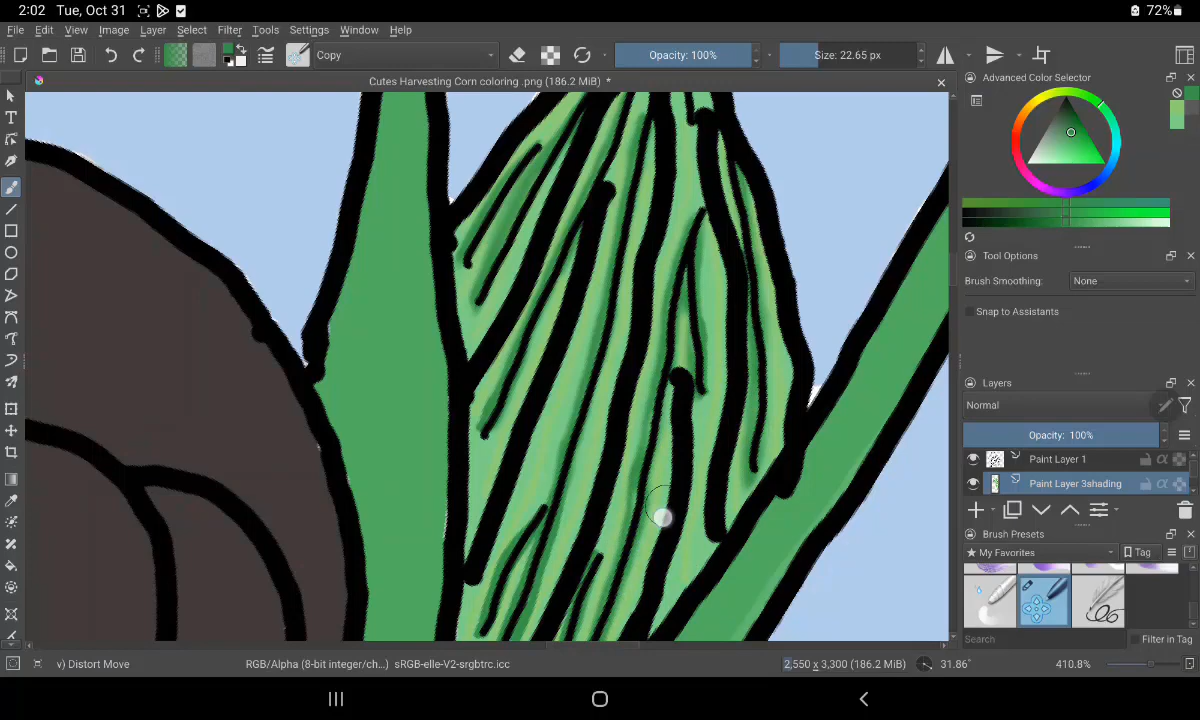 2:02 Tue, Oct 31 72%
File Edit View Image Layer Select Filter Tools Settings Window Help
Copy Opacity: 100% Size: 22.65 px
Cutes Harvesting Corn coloring .png (186.2 MiB) *
Advanced Color Selector
Tool Options
Brush Smoothing: None
Snap to Assistants
Layers
Normal
Opacity: 100%
Paint Layer 1
Paint Layer 3shading
Brush Presets
My Favorites Tag
Search Filter in Tag
v) Distort Move RGB/Alpha (8-bit integer/ch...) sRGB-elle-V2-srgbtrc.icc 2,550 x 3,300 (186.2 MiB) 31.86° 410.8%